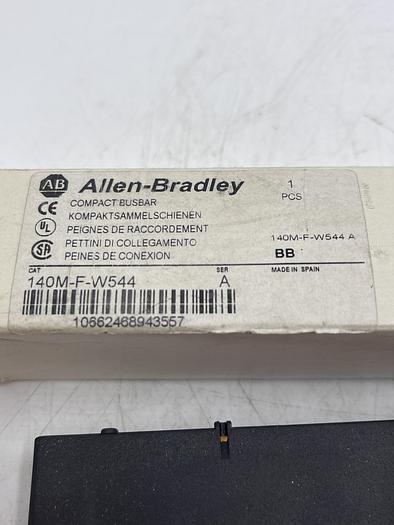 AB Allen-Bradley
1
PCS
CE COMPACT BUSBAR
KOMPAKTSAMMELSCHIENEN
UL PEIGNES DE RACCORDEMENT
PETTINI DI COLLEGAMENTO
SA PEINES DE CONEXION
140M-F-W544 A
BB
MADE IN SPAIN
CAT SER
140M-F-W544 A
10662468943557